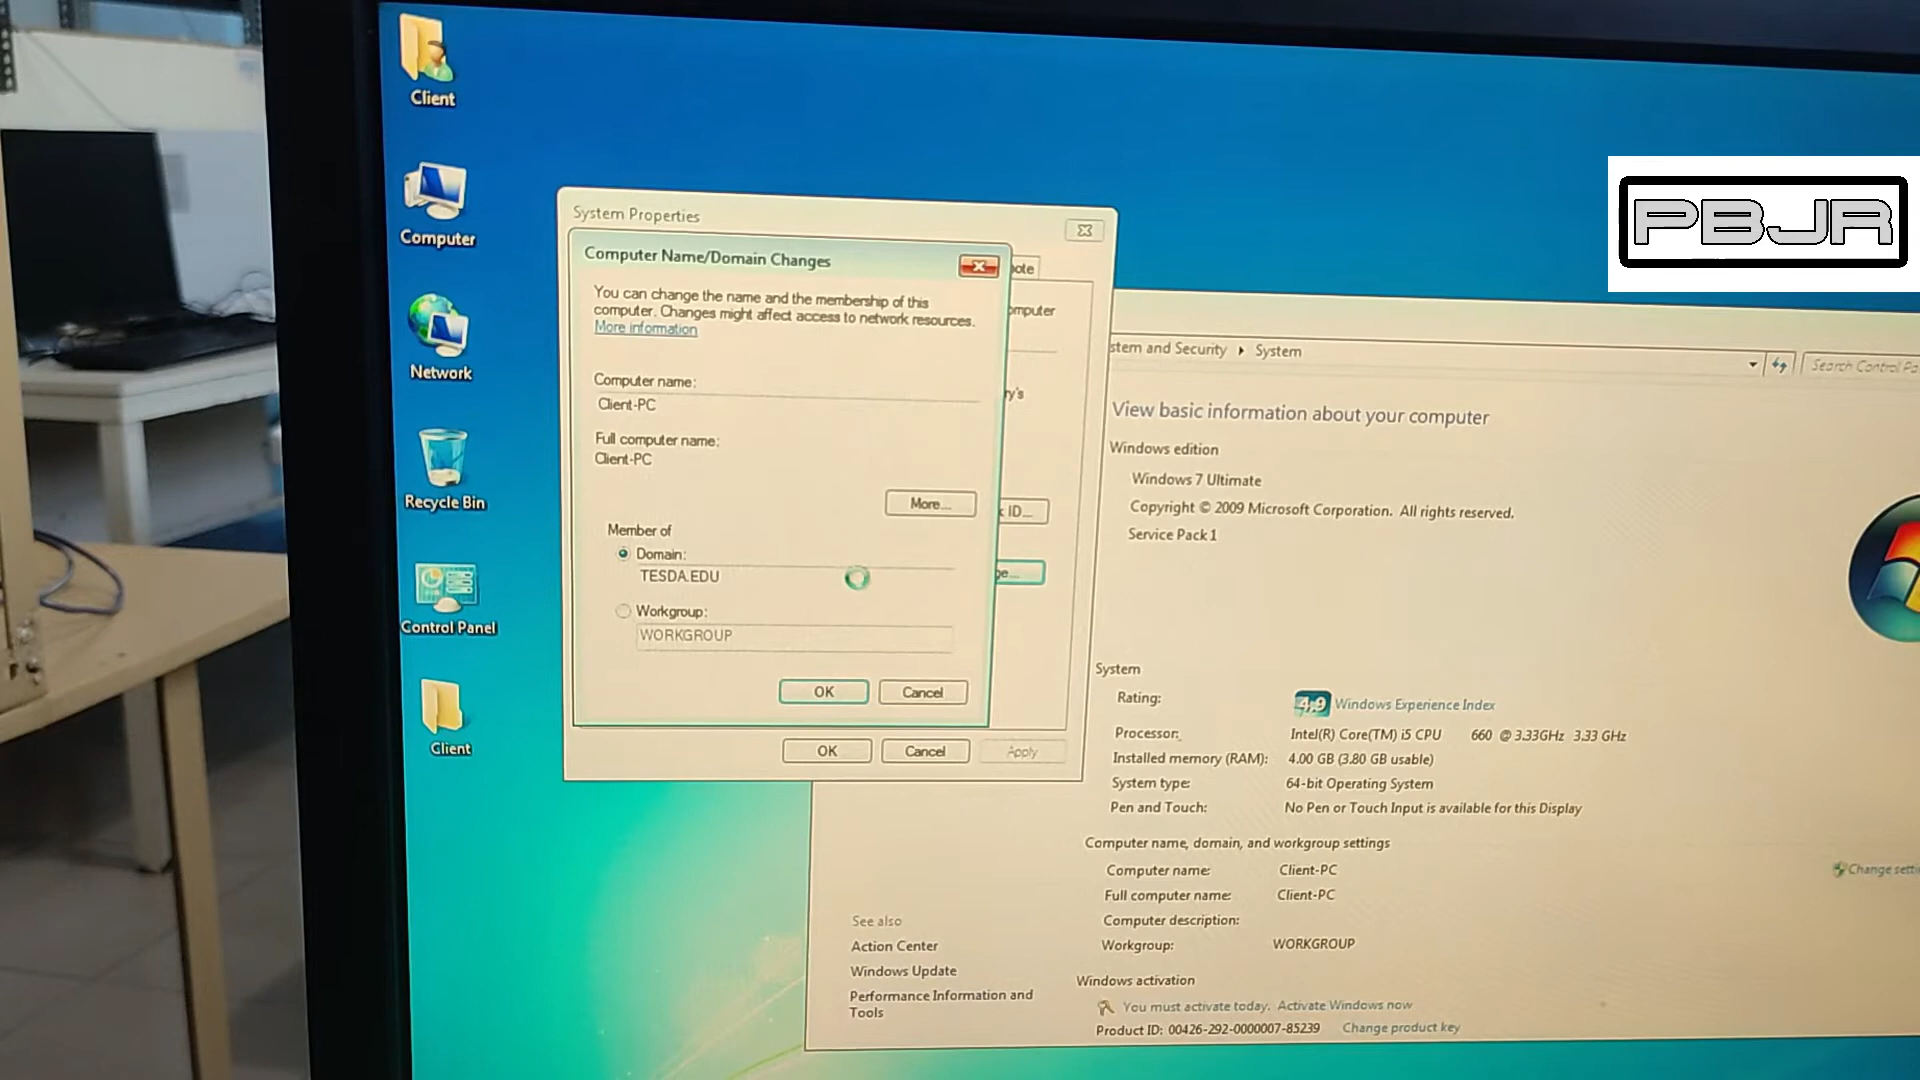 Client
Computer
Network
Recycle Bin
Control Panel
Client
System Properties
Computer Name/Domain Changes
You can change the name and the membership of this
computer. Changes might affect access to network resources.
More information
Computer name:
Client-PC
Full computer name:
Client-PC
More...
Member of
Domain:
TESDA.EDU
Workgroup:
WORKGROUP
OK
Cancel
OK
Cancel
Apply
ote
omputer
ry's
ID...
ge...
PBJR
stem and Security
System
Search Control Pa
View basic information about your computer
Windows edition
Windows 7 Ultimate
Copyright © 2009 Microsoft Corporation. All rights reserved.
Service Pack 1
System
Rating:
4,9 Windows Experience Index
Processor:
Intel(R) Core(TM) i5 CPU 660 @ 3.33GHz 3.33 GHz
Installed memory (RAM):
4.00 GB (3.80 GB usable)
System type:
64-bit Operating System
Pen and Touch:
No Pen or Touch Input is available for this Display
Computer name, domain, and workgroup settings
Computer name:
Client-PC
Change setti
Full computer name:
Client-PC
Computer description:
Workgroup:
WORKGROUP
Windows activation
You must activate today. Activate Windows now
Product ID: 00426-292-0000007-85239
Change product key
See also
Action Center
Windows Update
Performance Information and
Tools